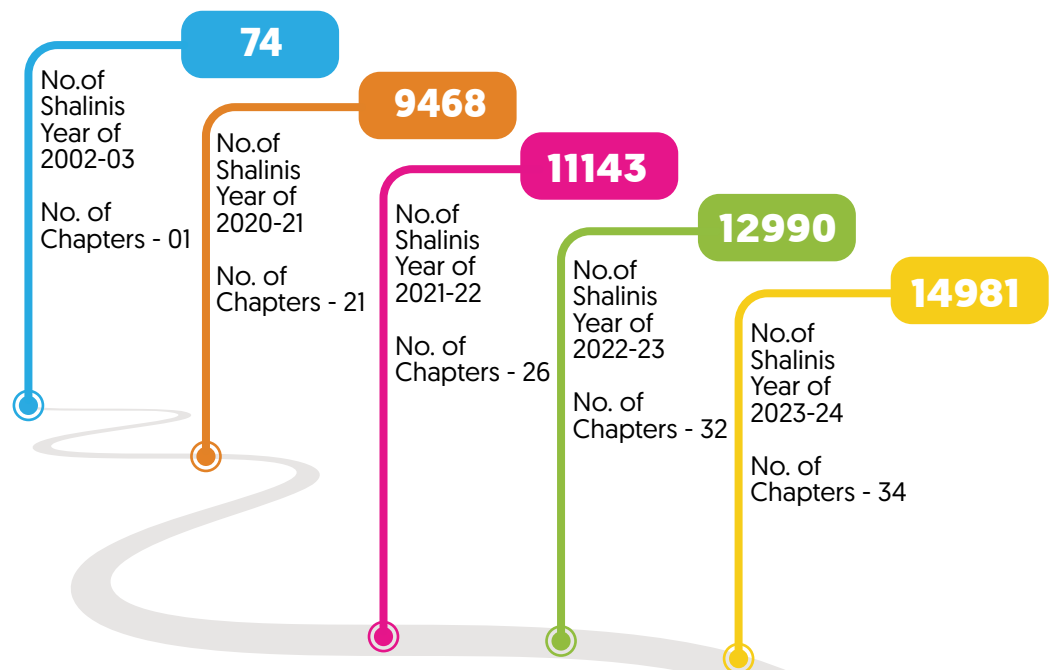 74
No.of
Shalinis
Year of
2002-03
No. of
Chapters - 01
9468
No.of
Shalinis
Year of
2020-21
No. of
Chapters - 21
11143
No.of
Shalinis
Year of
2021-22
No. of
Chapters - 26
12990
No.of
Shalinis
Year of
2022-23
No. of
Chapters - 32
14981
No.of
Shalinis
Year of
2023-24
No. of
Chapters - 34